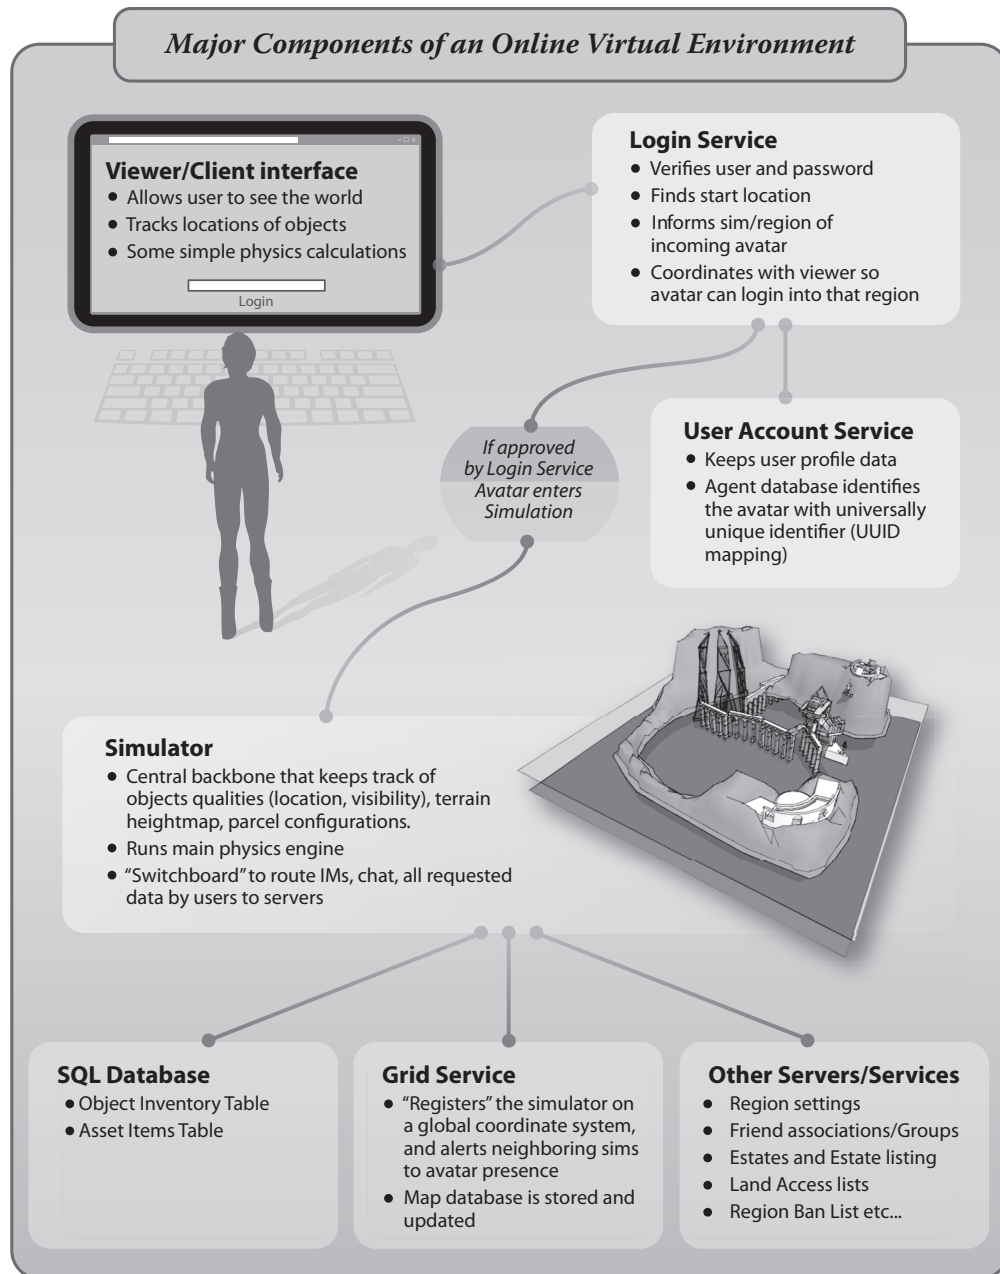 Major Components of an Online Virtual Environment
Viewer/Client interface
• Allows user to see the world
• Tracks locations of objects
• Some simple physics calculations
Login
Login Service
• Verifies user and password
• Finds start location
• Informs sim/region of
incoming avatar
• Coordinates with viewer so
avatar can login into that region
If approved
by Login Service
Avatar enters
Simulation
User Account Service
• Keeps user profile data
• Agent database identifies
the avatar with universally
unique identifier (UUID
mapping)
Simulator
• Central backbone that keeps track of
objects qualities (location, visibility), terrain
heightmap, parcel configurations.
• Runs main physics engine
• “Switchboard” to route IMs, chat, all requested
data by users to servers
SQL Database
• Object Inventory Table
• Asset Items Table
Grid Service
• “Registers” the simulator on
a global coordinate system,
and alerts neighboring sims
to avatar presence
• Map database is stored and
updated
Other Servers/Services
• Region settings
• Friend associations/Groups
• Estates and Estate listing
• Land Access lists
• Region Ban List etc...